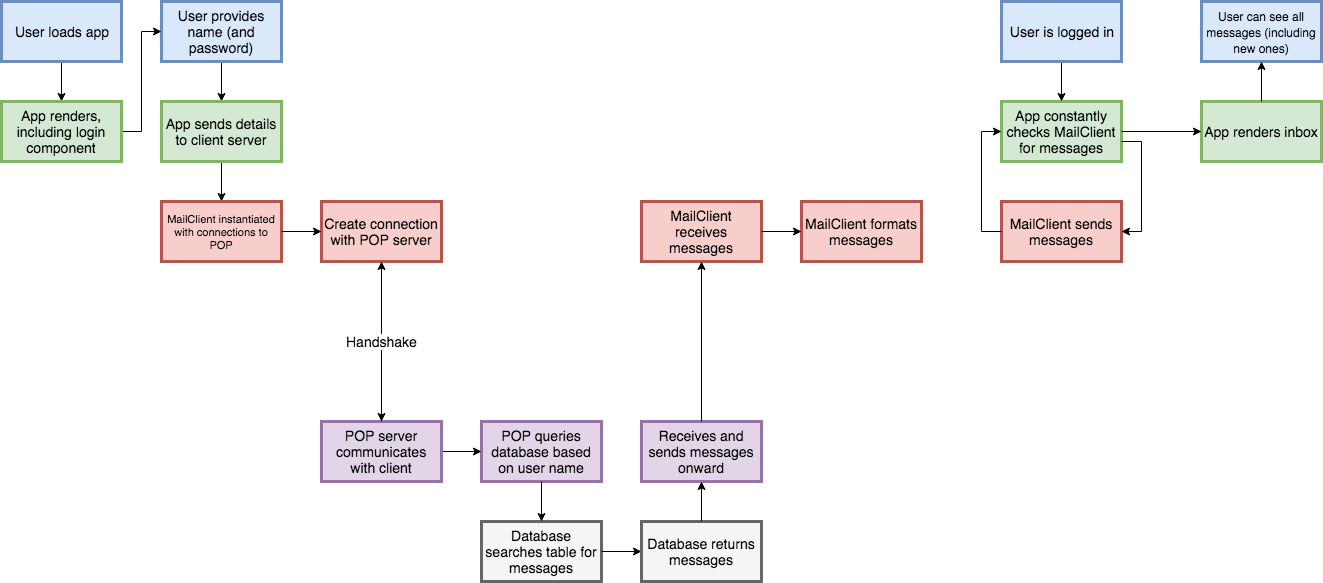 User loads app
User provides
name (and
password)
User is logged in
User can see all
messages (including
new ones)
App renders,
including login
component
App sends details
to client server
App constantly
checks MailClient
for messages
App renders inbox
MailClient instantiated
with connections to
POP
Create connection
with POP server
MailClient
receives
messages
MailClient formats
messages
MailClient sends
messages
Handshake
POP server
communicates
with client
POP queries
database based
on user name
Receives and
sends messages
onward
Database
searches table for
messages
Database returns
messages